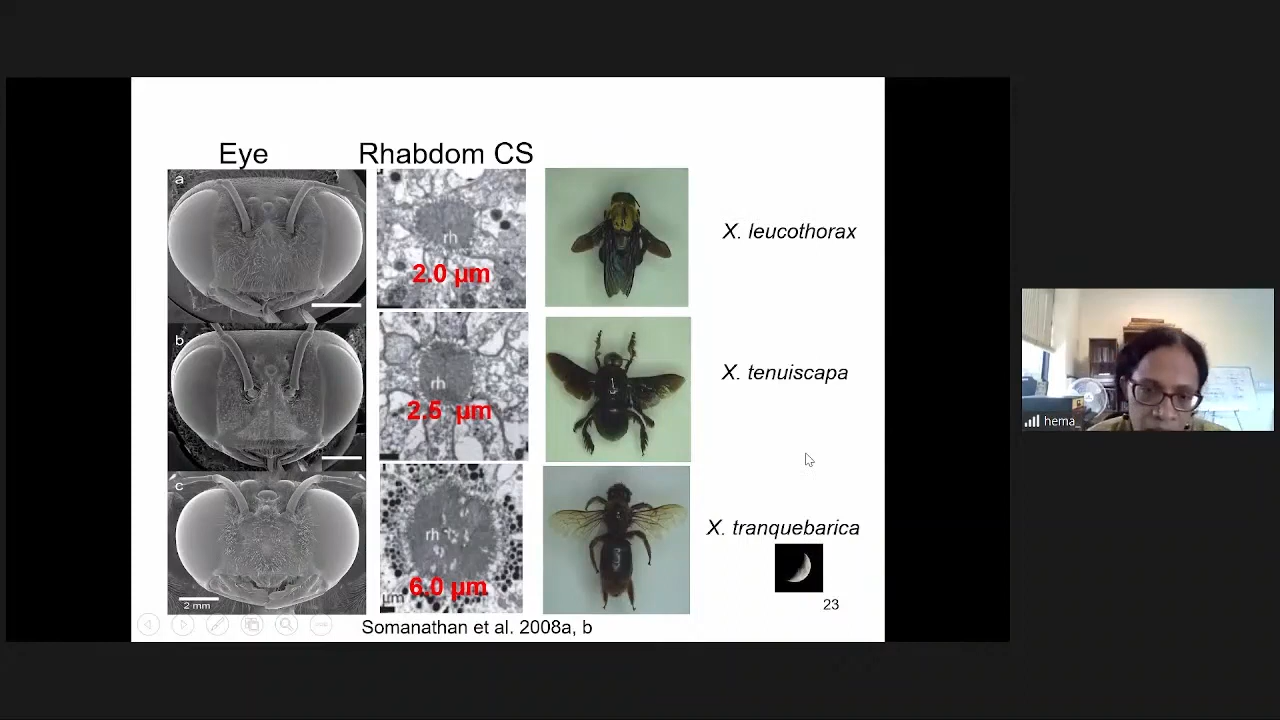 Eye
Rhabdom CS
a
rh
2.0 µm
X. leucothorax
b
rh
2.5 µm
X. tenuiscapa
c
rh
6.0 µm
µm
X. tranquebarica
2 mm
23
Somanathan et al. 2008a, b
hema_